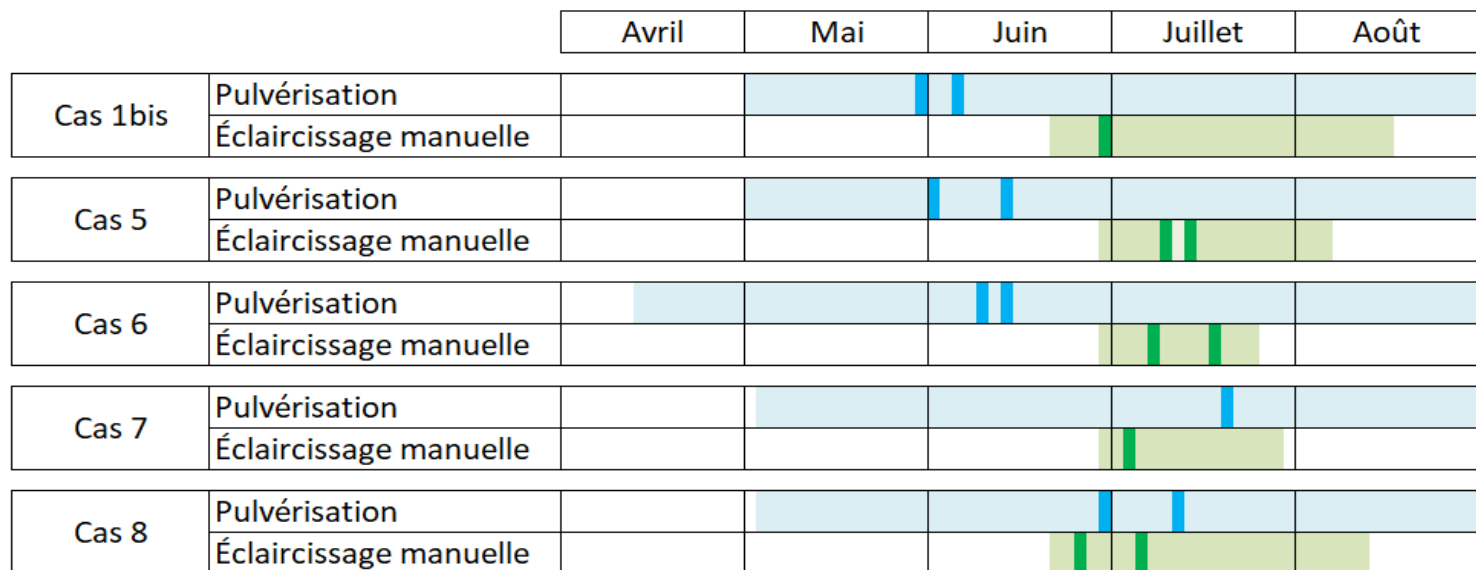 Avril Mai Juin Juillet Août
Cas 1bis Pulvérisation
Éclaircissage manuelle
Cas 5 Pulvérisation
Éclaircissage manuelle
Cas 6 Pulvérisation
Éclaircissage manuelle
Cas 7 Pulvérisation
Éclaircissage manuelle
Cas 8 Pulvérisation
Éclaircissage manuelle